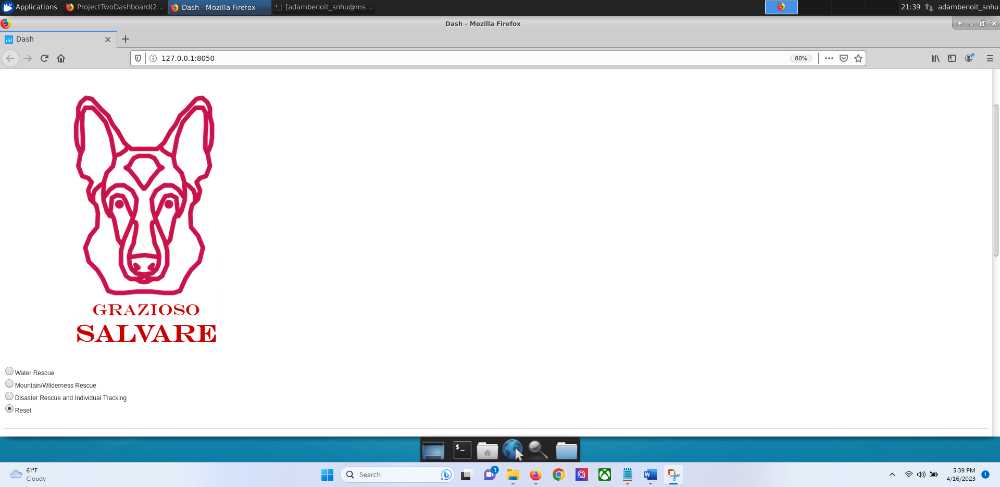 Applications ProjectTwoDashboard(2... Dash - Mozilla Firefox [adambenoit_snhu@ms... 21:39 adambenoit_snhu
Dash - Mozilla Firefox
Dash
127.0.0.1:8050 80%
GRAZIOSO
SALVARE
Water Rescue
Mountain/Wilderness Rescue
Disaster Rescue and Individual Tracking
Reset
$_
61°F
Cloudy
Search
1
W
5:39 PM
4/16/2023
1